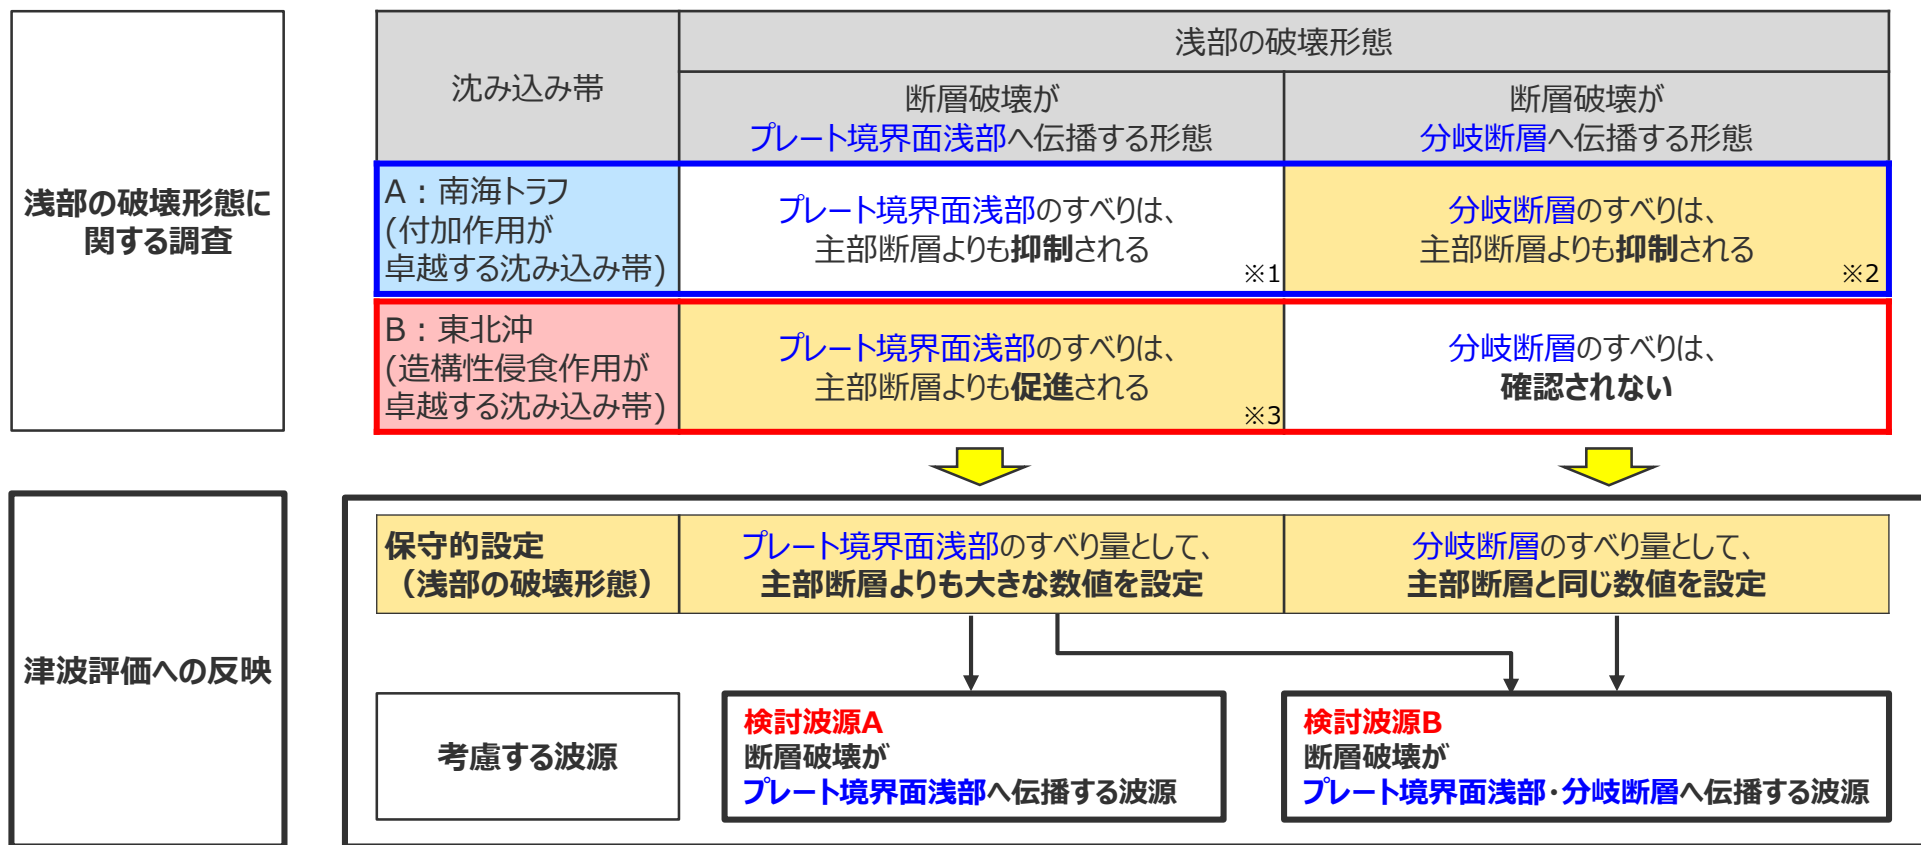 浅部の破壊形態に
関する調査
沈み込み帯
浅部の破壊形態
断層破壊が
プレート境界面浅部へ伝播する形態
断層破壊が
分岐断層へ伝播する形態
A：南海トラフ
(付加作用が
卓越する沈み込み帯)
プレート境界面浅部のすべりは、
主部断層よりも抑制される
※1
分岐断層のすべりは、
主部断層よりも抑制される
※2
B：東北沖
(造構性侵食作用が
卓越する沈み込み帯)
プレート境界面浅部のすべりは、
主部断層よりも促進される
※3
分岐断層のすべりは、
確認されない
津波評価への反映
保守的設定
（浅部の破壊形態）
プレート境界面浅部のすべり量として、
主部断層よりも大きな数値を設定
分岐断層のすべり量として、
主部断層と同じ数値を設定
考慮する波源
検討波源A
断層破壊が
プレート境界面浅部へ伝播する波源
検討波源B
断層破壊が
プレート境界面浅部・分岐断層へ伝播する波源